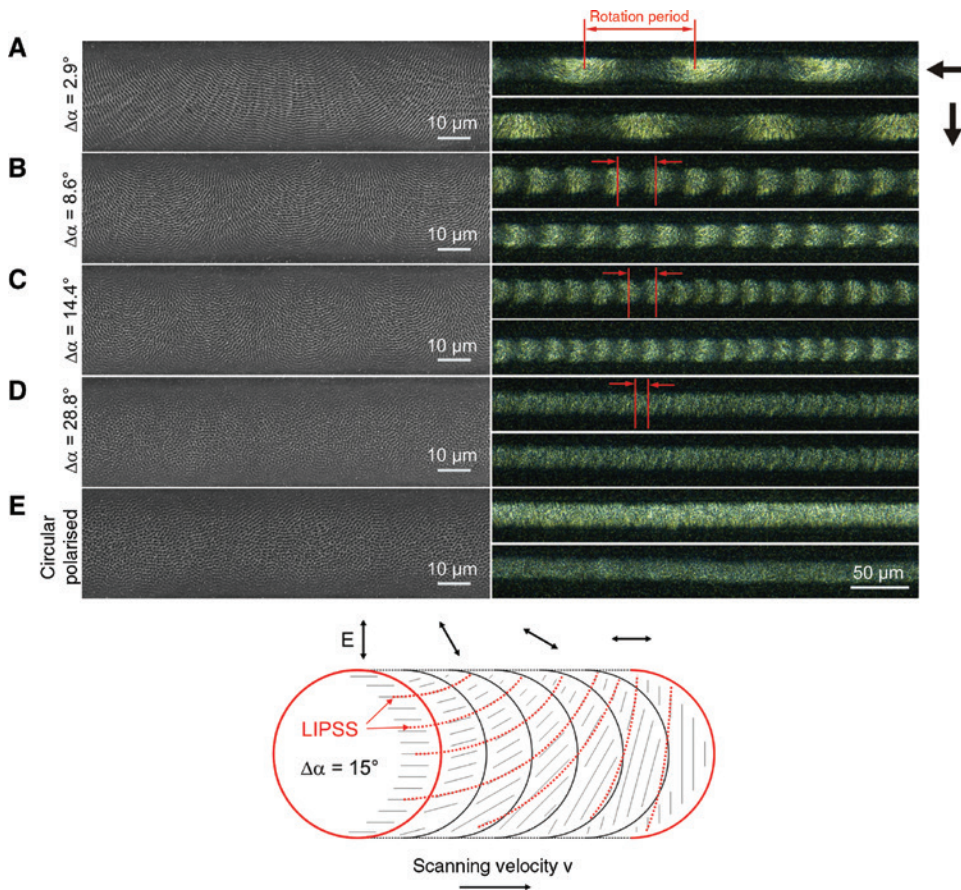 Rotation period
A
Δα = 2.9°
10 µm
B
Δα = 8.6°
10 µm
C
Δα = 14.4°
10 µm
D
Δα = 28.8°
10 µm
E
Circular
polarised
10 µm
50 µm
E
LIPSS
Δα = 15°
Scanning velocity v